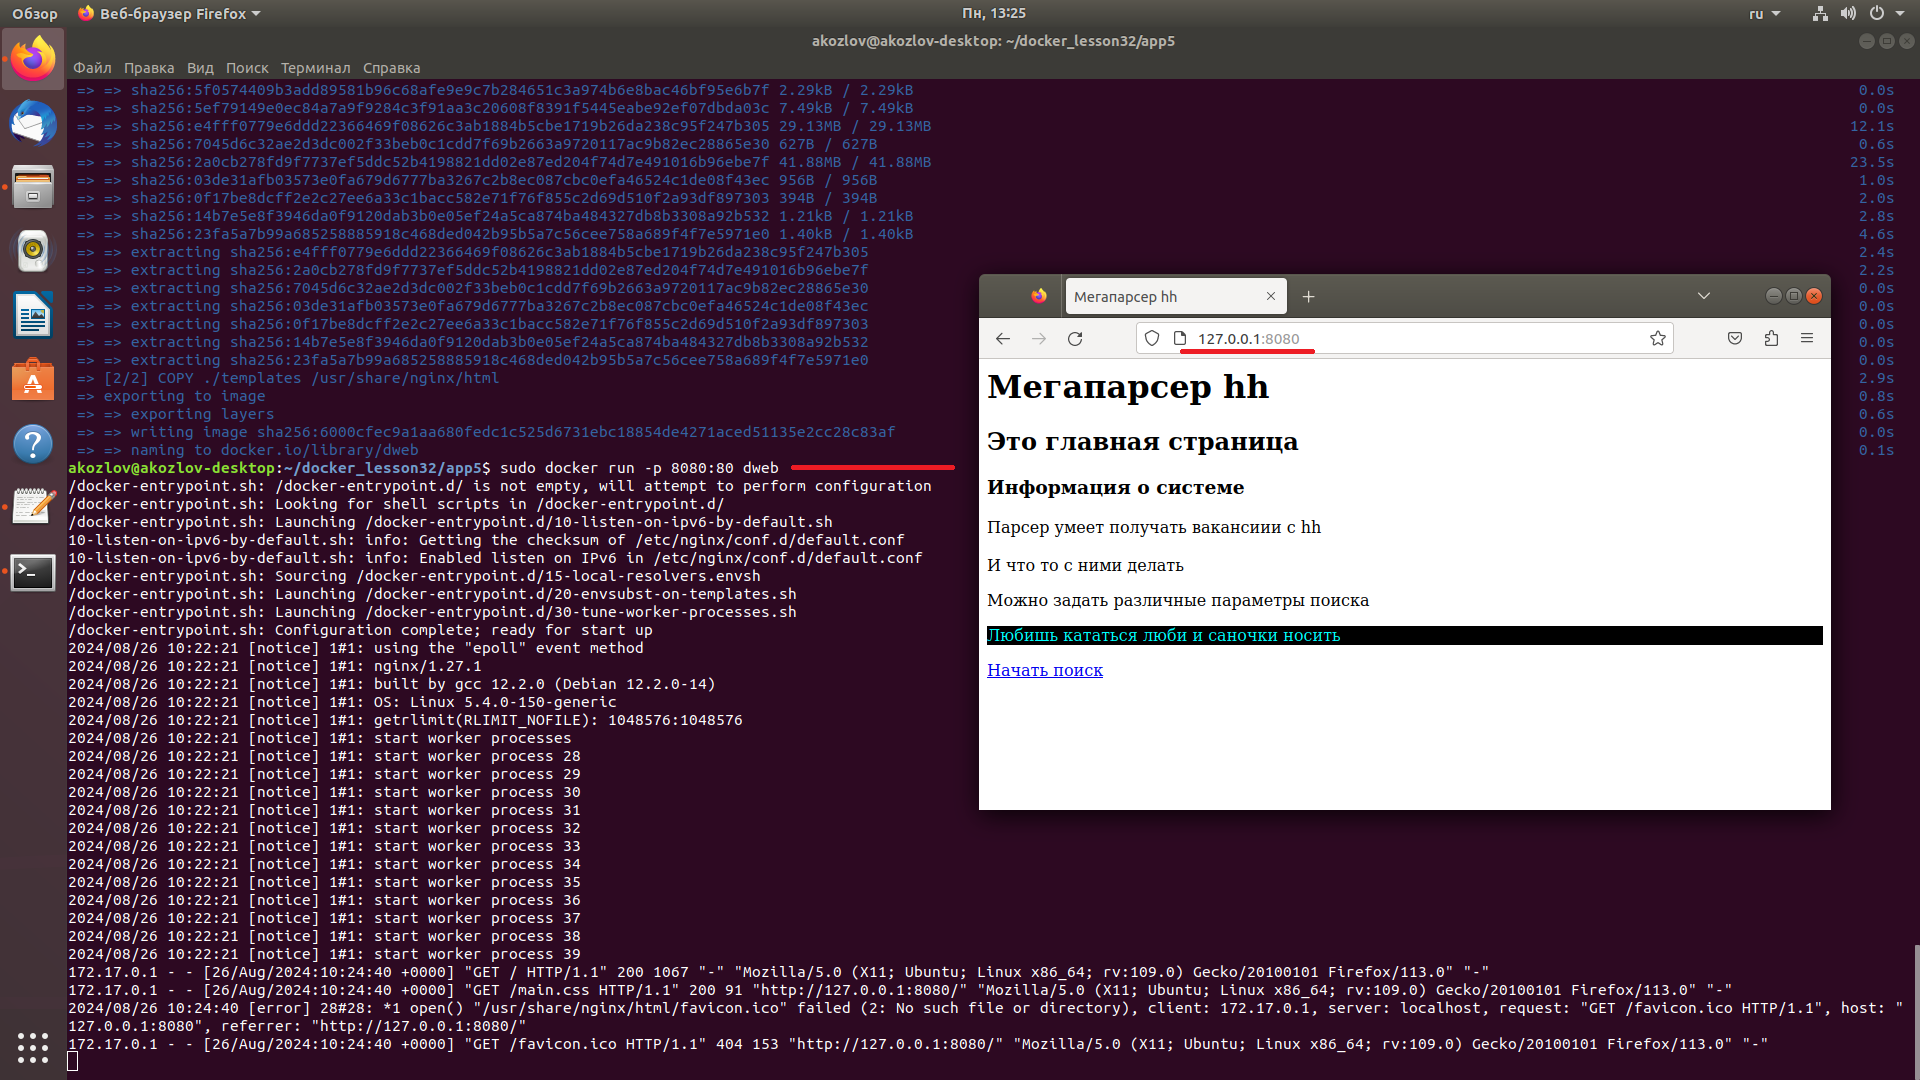 Обзор
Веб-браузер Firefox
Пн, 13:25
ru
akozlov@akozlov-desktop: ~/docker_lesson32/app5
Файл Правка Вид Поиск Терминал Справка
=> => sha256:5f0574409b3add89581b96c68afe9e9c7b284651c3a974b6e8bac46bf95e6b7f 2.29kB / 2.29kB 0.0s
=> => sha256:5ef79149e0ec84a7a9f9284c3f91aa3c20608f8391f5445eabe92ef07dbda03c 7.49kB / 7.49kB 0.0s
=> => sha256:e4fff0779e6ddd22366469f08626c3ab1884b5cbe1719b26da238c95f247b305 29.13MB / 29.13MB 12.1s
=> => sha256:7045d6c32ae2d3dc002f33beb0c1cdd7f69b2663a9720117ac9b82ec28865e30 627B / 627B 0.6s
=> => sha256:2a0cb278fd9f7737ef5ddc52b4198821dd02e87ed204f74d7e491016b96ebe7f 41.88MB / 41.88MB 23.5s
=> => sha256:03de31afb03573e0fa679d6777ba3267c2b8ec087cbc0efa46524c1de08f43ec 956B / 956B 1.0s
=> => sha256:0f17be8dcff2e2c27ee6a33c1bacc582e71f76f855c2d69d510f2a93df897303 394B / 394B 2.0s
=> => sha256:14b7e5e8f3946da0f9120dab3b0e05ef24a5ca874ba484327db8b3308a92b532 1.21kB / 1.21kB 2.8s
=> => sha256:23fa5a7b99a685258885918c468ded042b95b5a7c56cee758a689f4f7e5971e0 1.40kB / 1.40kB 4.6s
=> => extracting sha256:e4fff0779e6ddd22366469f08626c3ab1884b5cbe1719b26da238c95f247b305 2.4s
=> => extracting sha256:2a0cb278fd9f7737ef5ddc52b4198821dd02e87ed204f74d7e491016b96ebe7f 2.2s
=> => extracting sha256:7045d6c32ae2d3dc002f33beb0c1cdd7f69b2663a9720117ac9b82ec28865e30 0.0s
=> => extracting sha256:03de31afb03573e0fa679d6777ba3267c2b8ec087cbc0efa46524c1de08f43ec 0.0s
=> => extracting sha256:0f17be8dcff2e2c27ee6a33c1bacc582e71f76f855c2d69d510f2a93df897303 0.0s
=> => extracting sha256:14b7e5e8f3946da0f9120dab3b0e05ef24a5ca874ba484327db8b3308a92b532 0.0s
=> => extracting sha256:23fa5a7b99a685258885918c468ded042b95b5a7c56cee758a689f4f7e5971e0 0.0s
=> [2/2] COPY ./templates /usr/share/nginx/html 2.9s
=> exporting to image 0.8s
=> => exporting layers 0.6s
=> => writing image sha256:6000cfec9a1aa680fedc1c525d6731ebc18854de4271aced51135e2cc28c83af 0.0s
=> => naming to docker.io/library/dweb 0.1s
akozlov@akozlov-desktop:~/docker_lesson32/app5$ sudo docker run -p 8080:80 dweb
/docker-entrypoint.sh: /docker-entrypoint.d/ is not empty, will attempt to perform configuration
/docker-entrypoint.sh: Looking for shell scripts in /docker-entrypoint.d/
/docker-entrypoint.sh: Launching /docker-entrypoint.d/10-listen-on-ipv6-by-default.sh
10-listen-on-ipv6-by-default.sh: info: Getting the checksum of /etc/nginx/conf.d/default.conf
10-listen-on-ipv6-by-default.sh: info: Enabled listen on IPv6 in /etc/nginx/conf.d/default.conf
/docker-entrypoint.sh: Sourcing /docker-entrypoint.d/15-local-resolvers.envsh
/docker-entrypoint.sh: Launching /docker-entrypoint.d/20-envsubst-on-templates.sh
/docker-entrypoint.sh: Launching /docker-entrypoint.d/30-tune-worker-processes.sh
/docker-entrypoint.sh: Configuration complete; ready for start up
2024/08/26 10:22:21 [notice] 1#1: using the "epoll" event method
2024/08/26 10:22:21 [notice] 1#1: nginx/1.27.1
2024/08/26 10:22:21 [notice] 1#1: built by gcc 12.2.0 (Debian 12.2.0-14)
2024/08/26 10:22:21 [notice] 1#1: OS: Linux 5.4.0-150-generic
2024/08/26 10:22:21 [notice] 1#1: getrlimit(RLIMIT_NOFILE): 1048576:1048576
2024/08/26 10:22:21 [notice] 1#1: start worker processes
2024/08/26 10:22:21 [notice] 1#1: start worker process 28
2024/08/26 10:22:21 [notice] 1#1: start worker process 29
2024/08/26 10:22:21 [notice] 1#1: start worker process 30
2024/08/26 10:22:21 [notice] 1#1: start worker process 31
2024/08/26 10:22:21 [notice] 1#1: start worker process 32
2024/08/26 10:22:21 [notice] 1#1: start worker process 33
2024/08/26 10:22:21 [notice] 1#1: start worker process 34
2024/08/26 10:22:21 [notice] 1#1: start worker process 35
2024/08/26 10:22:21 [notice] 1#1: start worker process 36
2024/08/26 10:22:21 [notice] 1#1: start worker process 37
2024/08/26 10:22:21 [notice] 1#1: start worker process 38
2024/08/26 10:22:21 [notice] 1#1: start worker process 39
172.17.0.1 - - [26/Aug/2024:10:24:40 +0000] "GET / HTTP/1.1" 200 1067 "-" "Mozilla/5.0 (X11; Ubuntu; Linux x86_64; rv:109.0) Gecko/20100101 Firefox/113.0" "-"
172.17.0.1 - - [26/Aug/2024:10:24:40 +0000] "GET /main.css HTTP/1.1" 200 91 "http://127.0.0.1:8080/" "Mozilla/5.0 (X11; Ubuntu; Linux x86_64; rv:109.0) Gecko/20100101 Firefox/113.0" "-"
2024/08/26 10:24:40 [error] 28#28: *1 open() "/usr/share/nginx/html/favicon.ico" failed (2: No such file or directory), client: 172.17.0.1, server: localhost, request: "GET /favicon.ico HTTP/1.1", host: "
127.0.0.1:8080", referrer: "http://127.0.0.1:8080/"
172.17.0.1 - - [26/Aug/2024:10:24:40 +0000] "GET /favicon.ico HTTP/1.1" 404 153 "http://127.0.0.1:8080/" "Mozilla/5.0 (X11; Ubuntu; Linux x86_64; rv:109.0) Gecko/20100101 Firefox/113.0" "-"
Мегапарсер hh
127.0.0.1:8080
Мегапарсер hh
Это главная страница
Информация о системе
Парсер умеет получать вакансиии с hh
И что то с ними делать
Можно задать различные параметры поиска
Любишь кататься люби и саночки носить
Начать поиск